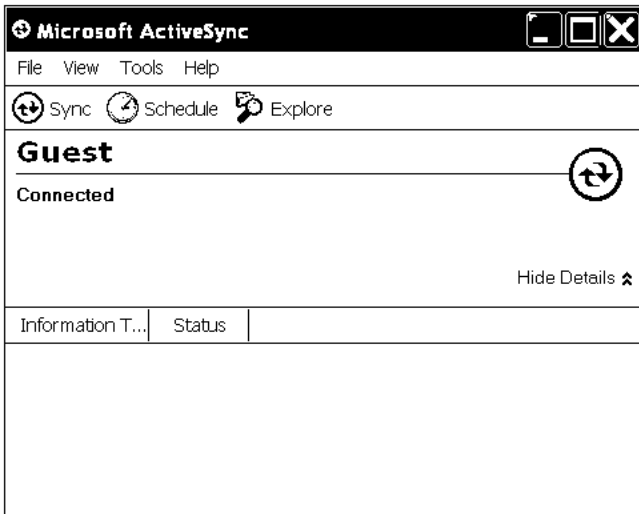 Microsoft ActiveSync
File View Tools Help
Sync Schedule Explore
Guest
Connected
Hide Details
Information T... Status